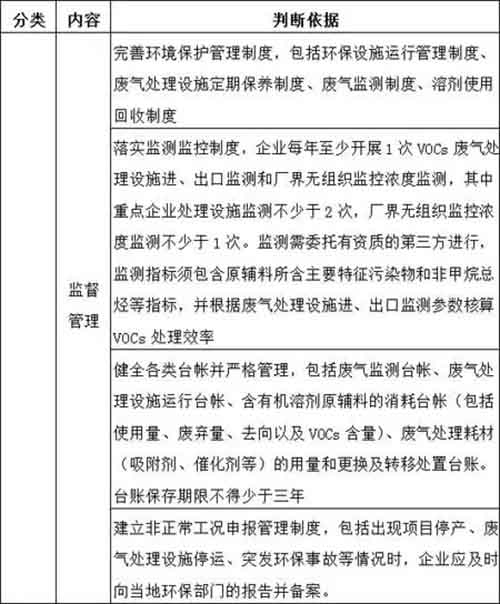 分类 内容 判断依据
完善环境保护管理制度，包括环保设施运行管理制度、
废气处理设施定期保养制度、废气监测制度、溶剂使用
回收制度
落实监测监控制度，企业每年至少开展 1 次 VOCs 废气处
理设施进、出口监测和厂界无组织监控浓度监测，其中
重点企业处理设施监测不少于 2 次，厂界无组织监控浓
度监测不少于 1 次。监测需委托有资质的第三方进行，
监测指标须包含原辅料所含主要特征污染物和非甲烷总
烃等指标，并根据废气处理设施进、出口监测参数核算
VOCs 处理效率
监督
管理
健全各类台帐并严格管理，包括废气监测台帐、废气处
理设施运行台帐、含有机溶剂原辅料的消耗台帐（包括
使用量、废弃量、去向以及 VOCs 含量）、废气处理耗材
（吸附剂、催化剂等）的用量和更换及转移处置台账。
台账保存期限不得少于三年
建立非正常工况申报管理制度，包括出现项目停产、废
气处理设施停运、突发环保事故等情况时，企业应及时
向当地环保部门的报告并备案。